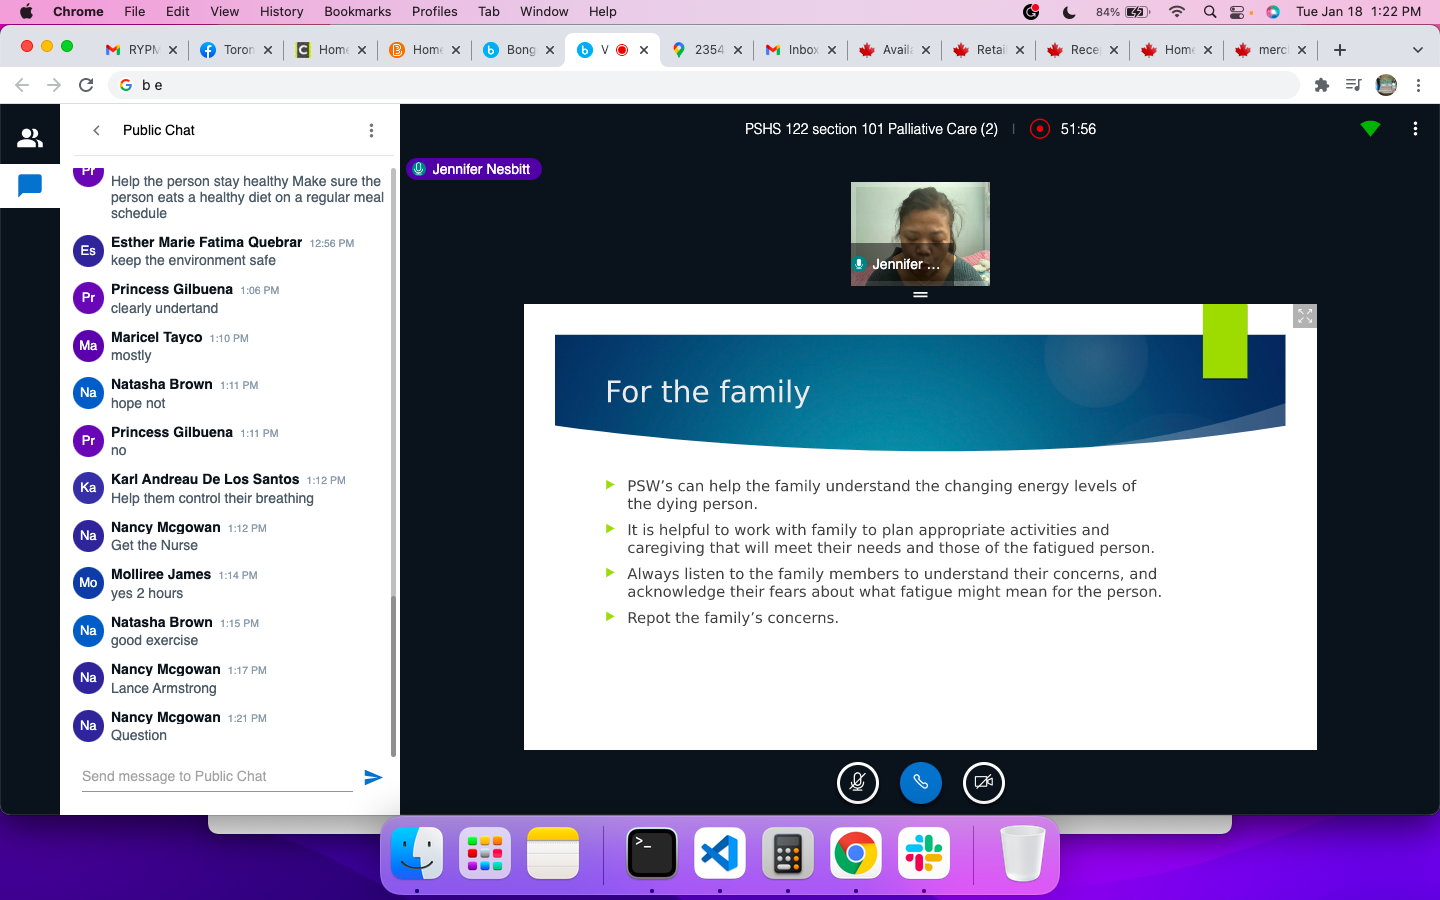 Chrome File Edit View History Bookmarks Profiles Tab Window Help 84% Tue Jan 18 1:22 PM
RYPM Toron Home Home Bong V 2354 Inbox Availa Retai Rece Home merc
b e
Public Chat
PSHS 122 section 101 Palliative Care (2) 51:56
Jennifer Nesbitt
Jennifer ...
Pr
Help the person stay healthy Make sure the
person eats a healthy diet on a regular meal
schedule
Es Esther Marie Fatima Quebrar 12:56 PM
keep the environment safe
Pr Princess Gilbuena 1:06 PM
clearly undertand
Ma Maricel Tayco 1:10 PM
mostly
Na Natasha Brown 1:11 PM
hope not
Pr Princess Gilbuena 1:11 PM
no
Ka Karl Andreau De Los Santos 1:12 PM
Help them control their breathing
Na Nancy Mcgowan 1:12 PM
Get the Nurse
Mo Molliree James 1:14 PM
yes 2 hours
Na Natasha Brown 1:15 PM
good exercise
Na Nancy Mcgowan 1:17 PM
Lance Armstrong
Na Nancy Mcgowan 1:21 PM
Question
Send message to Public Chat
For the family
PSW's can help the family understand the changing energy levels of
the dying person.
It is helpful to work with family to plan appropriate activities and
caregiving that will meet their needs and those of the fatigued person.
Always listen to the family members to understand their concerns, and
acknowledge their fears about what fatigue might mean for the person.
Repot the family's concerns.